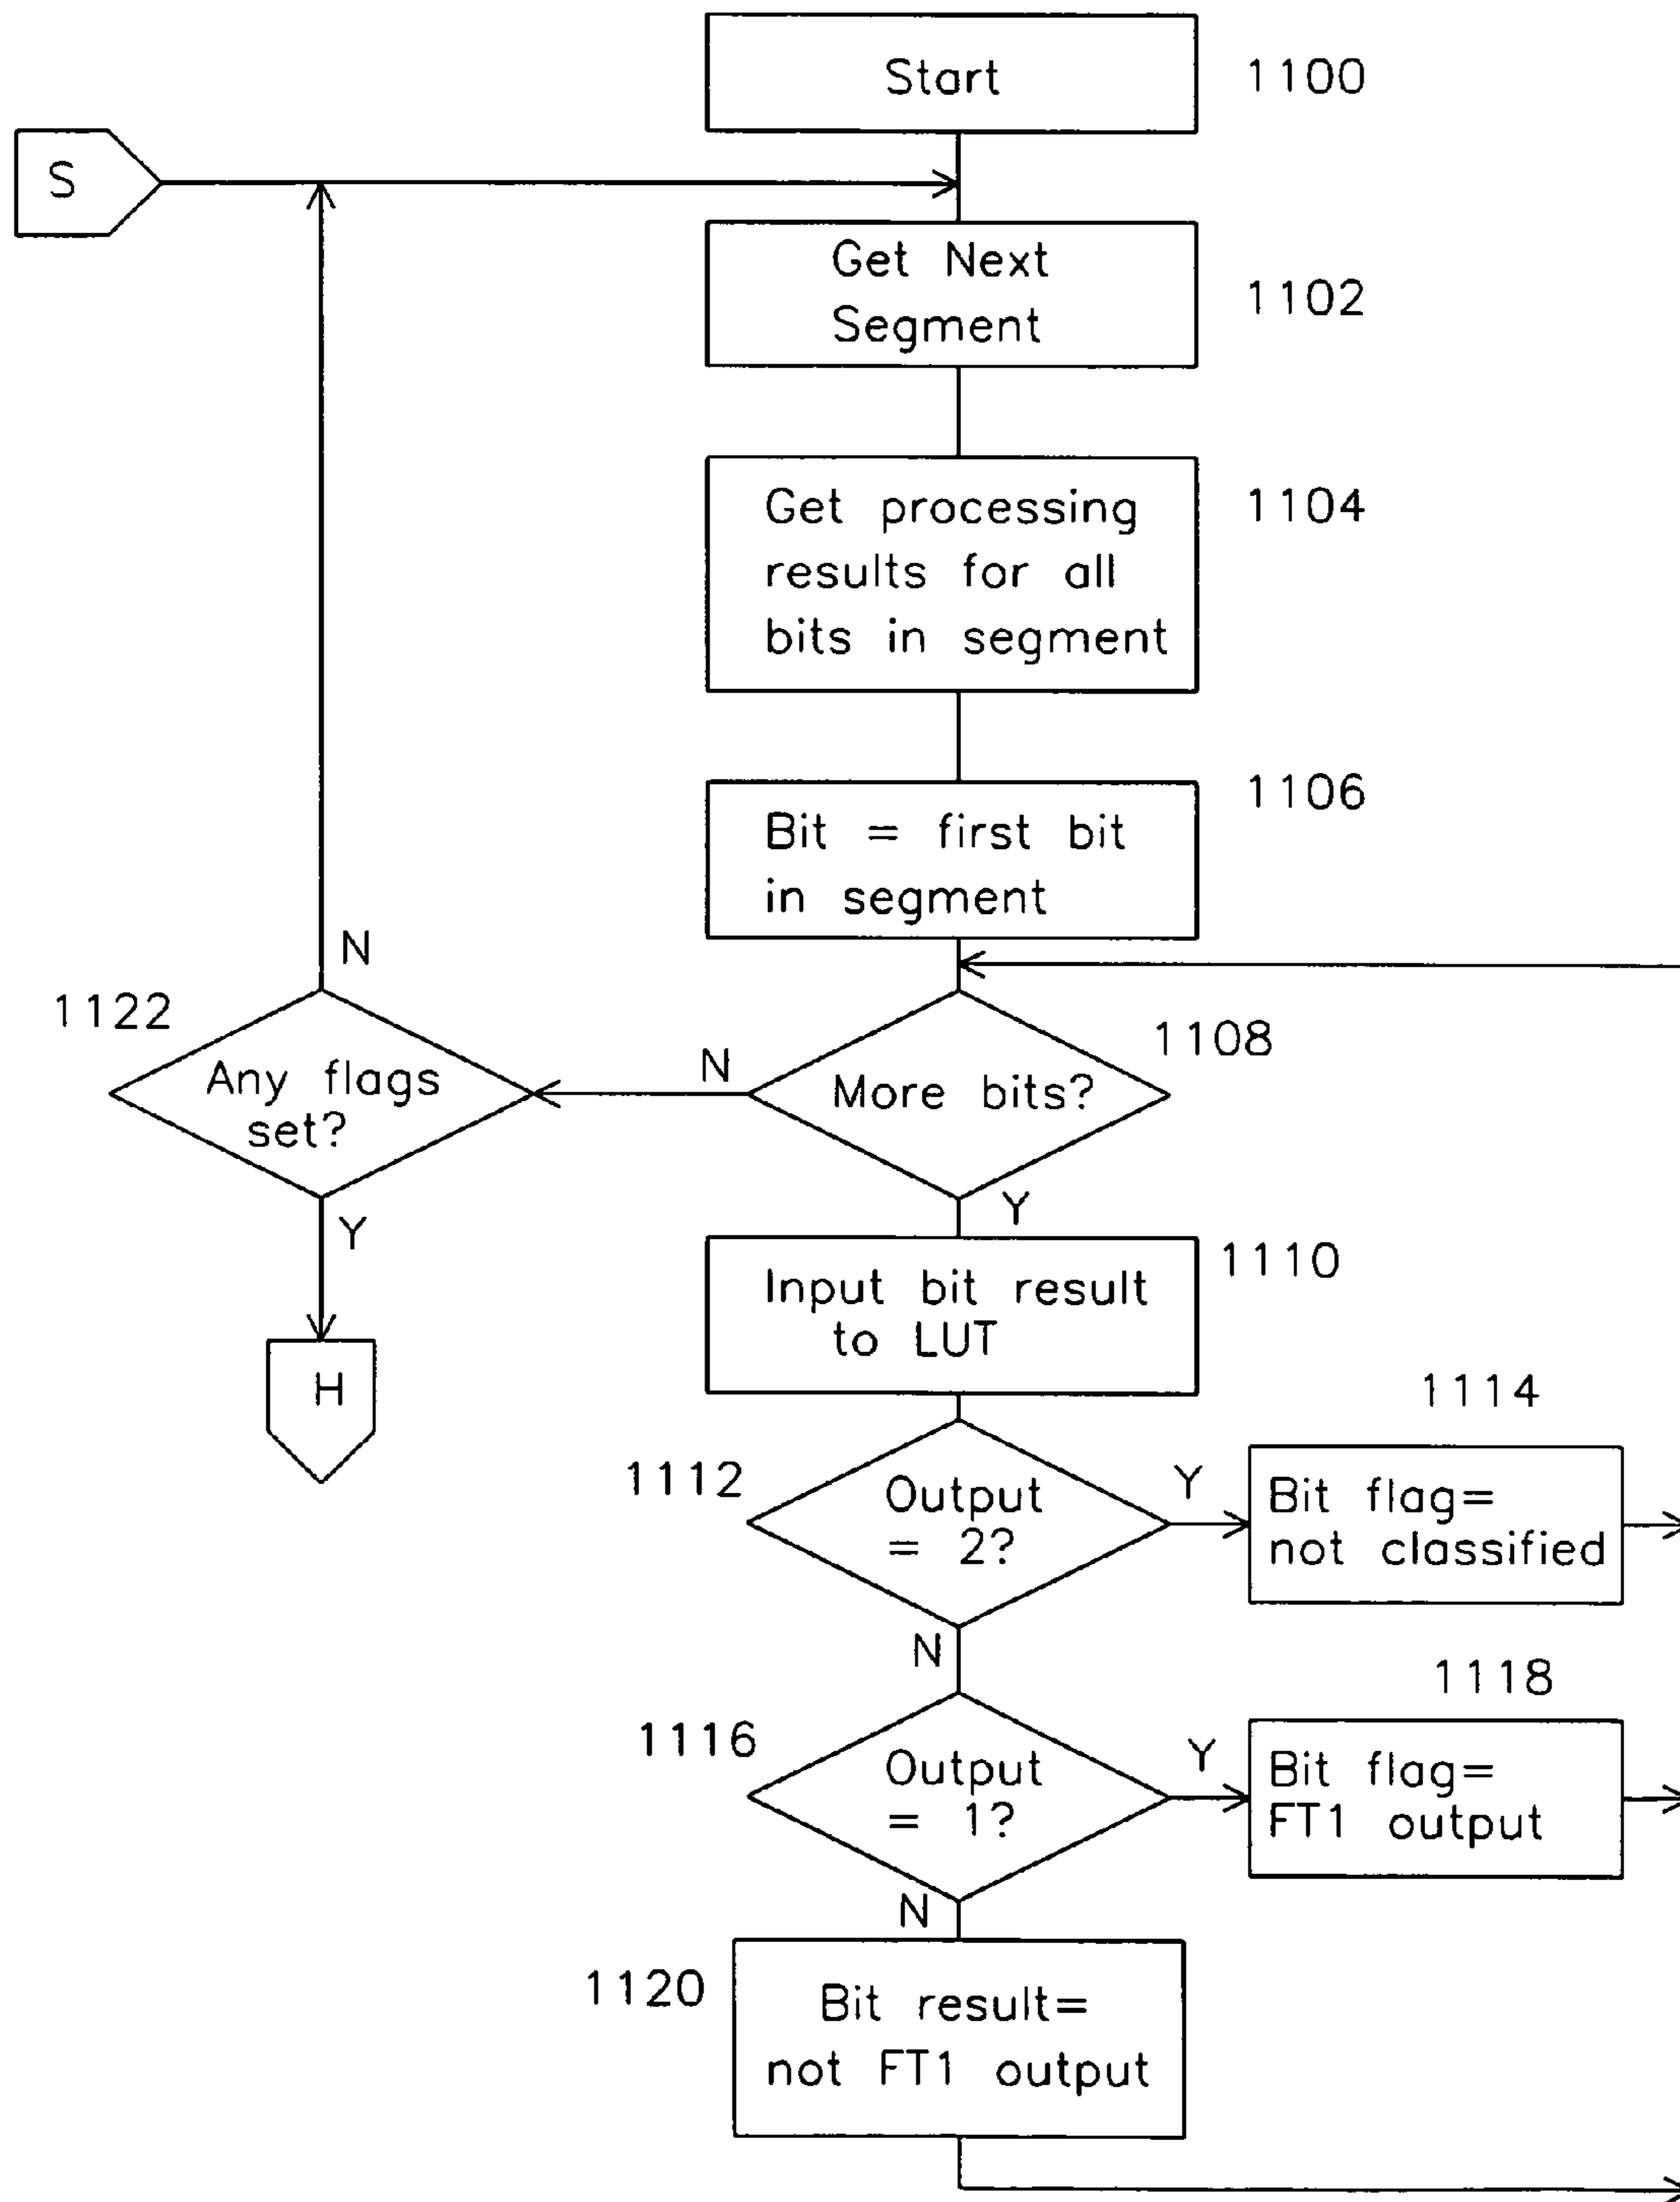 Start
1100
S
Get Next
Segment
1102
Get processing
results for all
bits in segment
1104
Bit = first bit
in segment
1106
N
1122
Any flags
set?
N
More bits?
1108
Y
Y
Input bit result
to LUT
1110
H
1112
Output
= 2?
Y
1114
Bit flag=
not classified
N
1116
Output
= 1?
Y
1118
Bit flag=
FT1 output
N
1120
Bit result=
not FT1 output